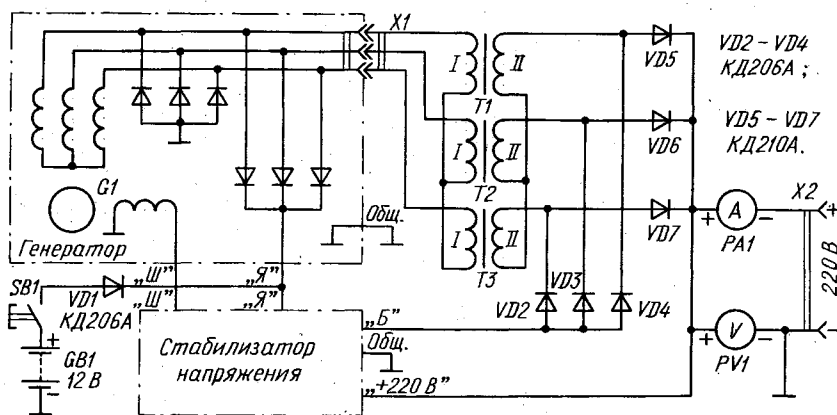 X1
I
II
T1
I
II
T2
I
II
T3
VD5
VD6
VD7
VD2 – VD4
КД206А ;
VD5 – VD7
КД210А.
G1
Генератор
Общ.
+ A –
PA1
X2
+
220 В
–
SB1
VD1
КД206А
„Ш"
„Ш"
„Я"
„Я"
„Б"
VD2
VD3
VD4
+
GB1
12 В
–
Стабилизатор
напряжения
Общ.
„+220 В"
+ V –
PV1